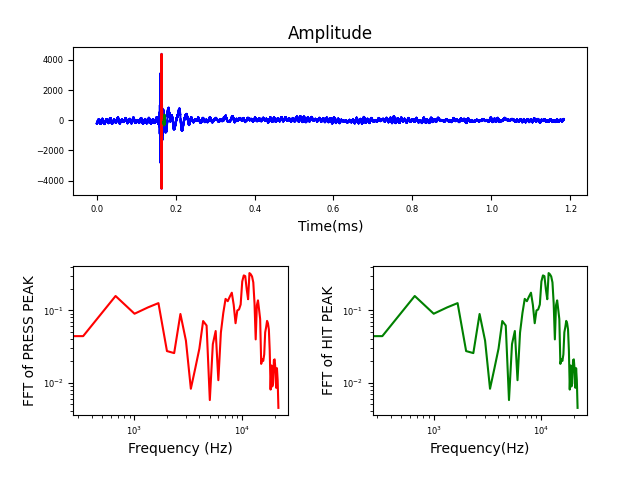 Amplitude
4000
2000
0
−2000
−4000
0.0 0.2 0.4 0.6 0.8 1.0 1.2
Time(ms)
FFT of PRESS PEAK
10⁻¹
10⁻²
10³ 10⁴
Frequency (Hz)
FFT of HIT PEAK
10⁻¹
10⁻²
10³ 10⁴
Frequency(Hz)